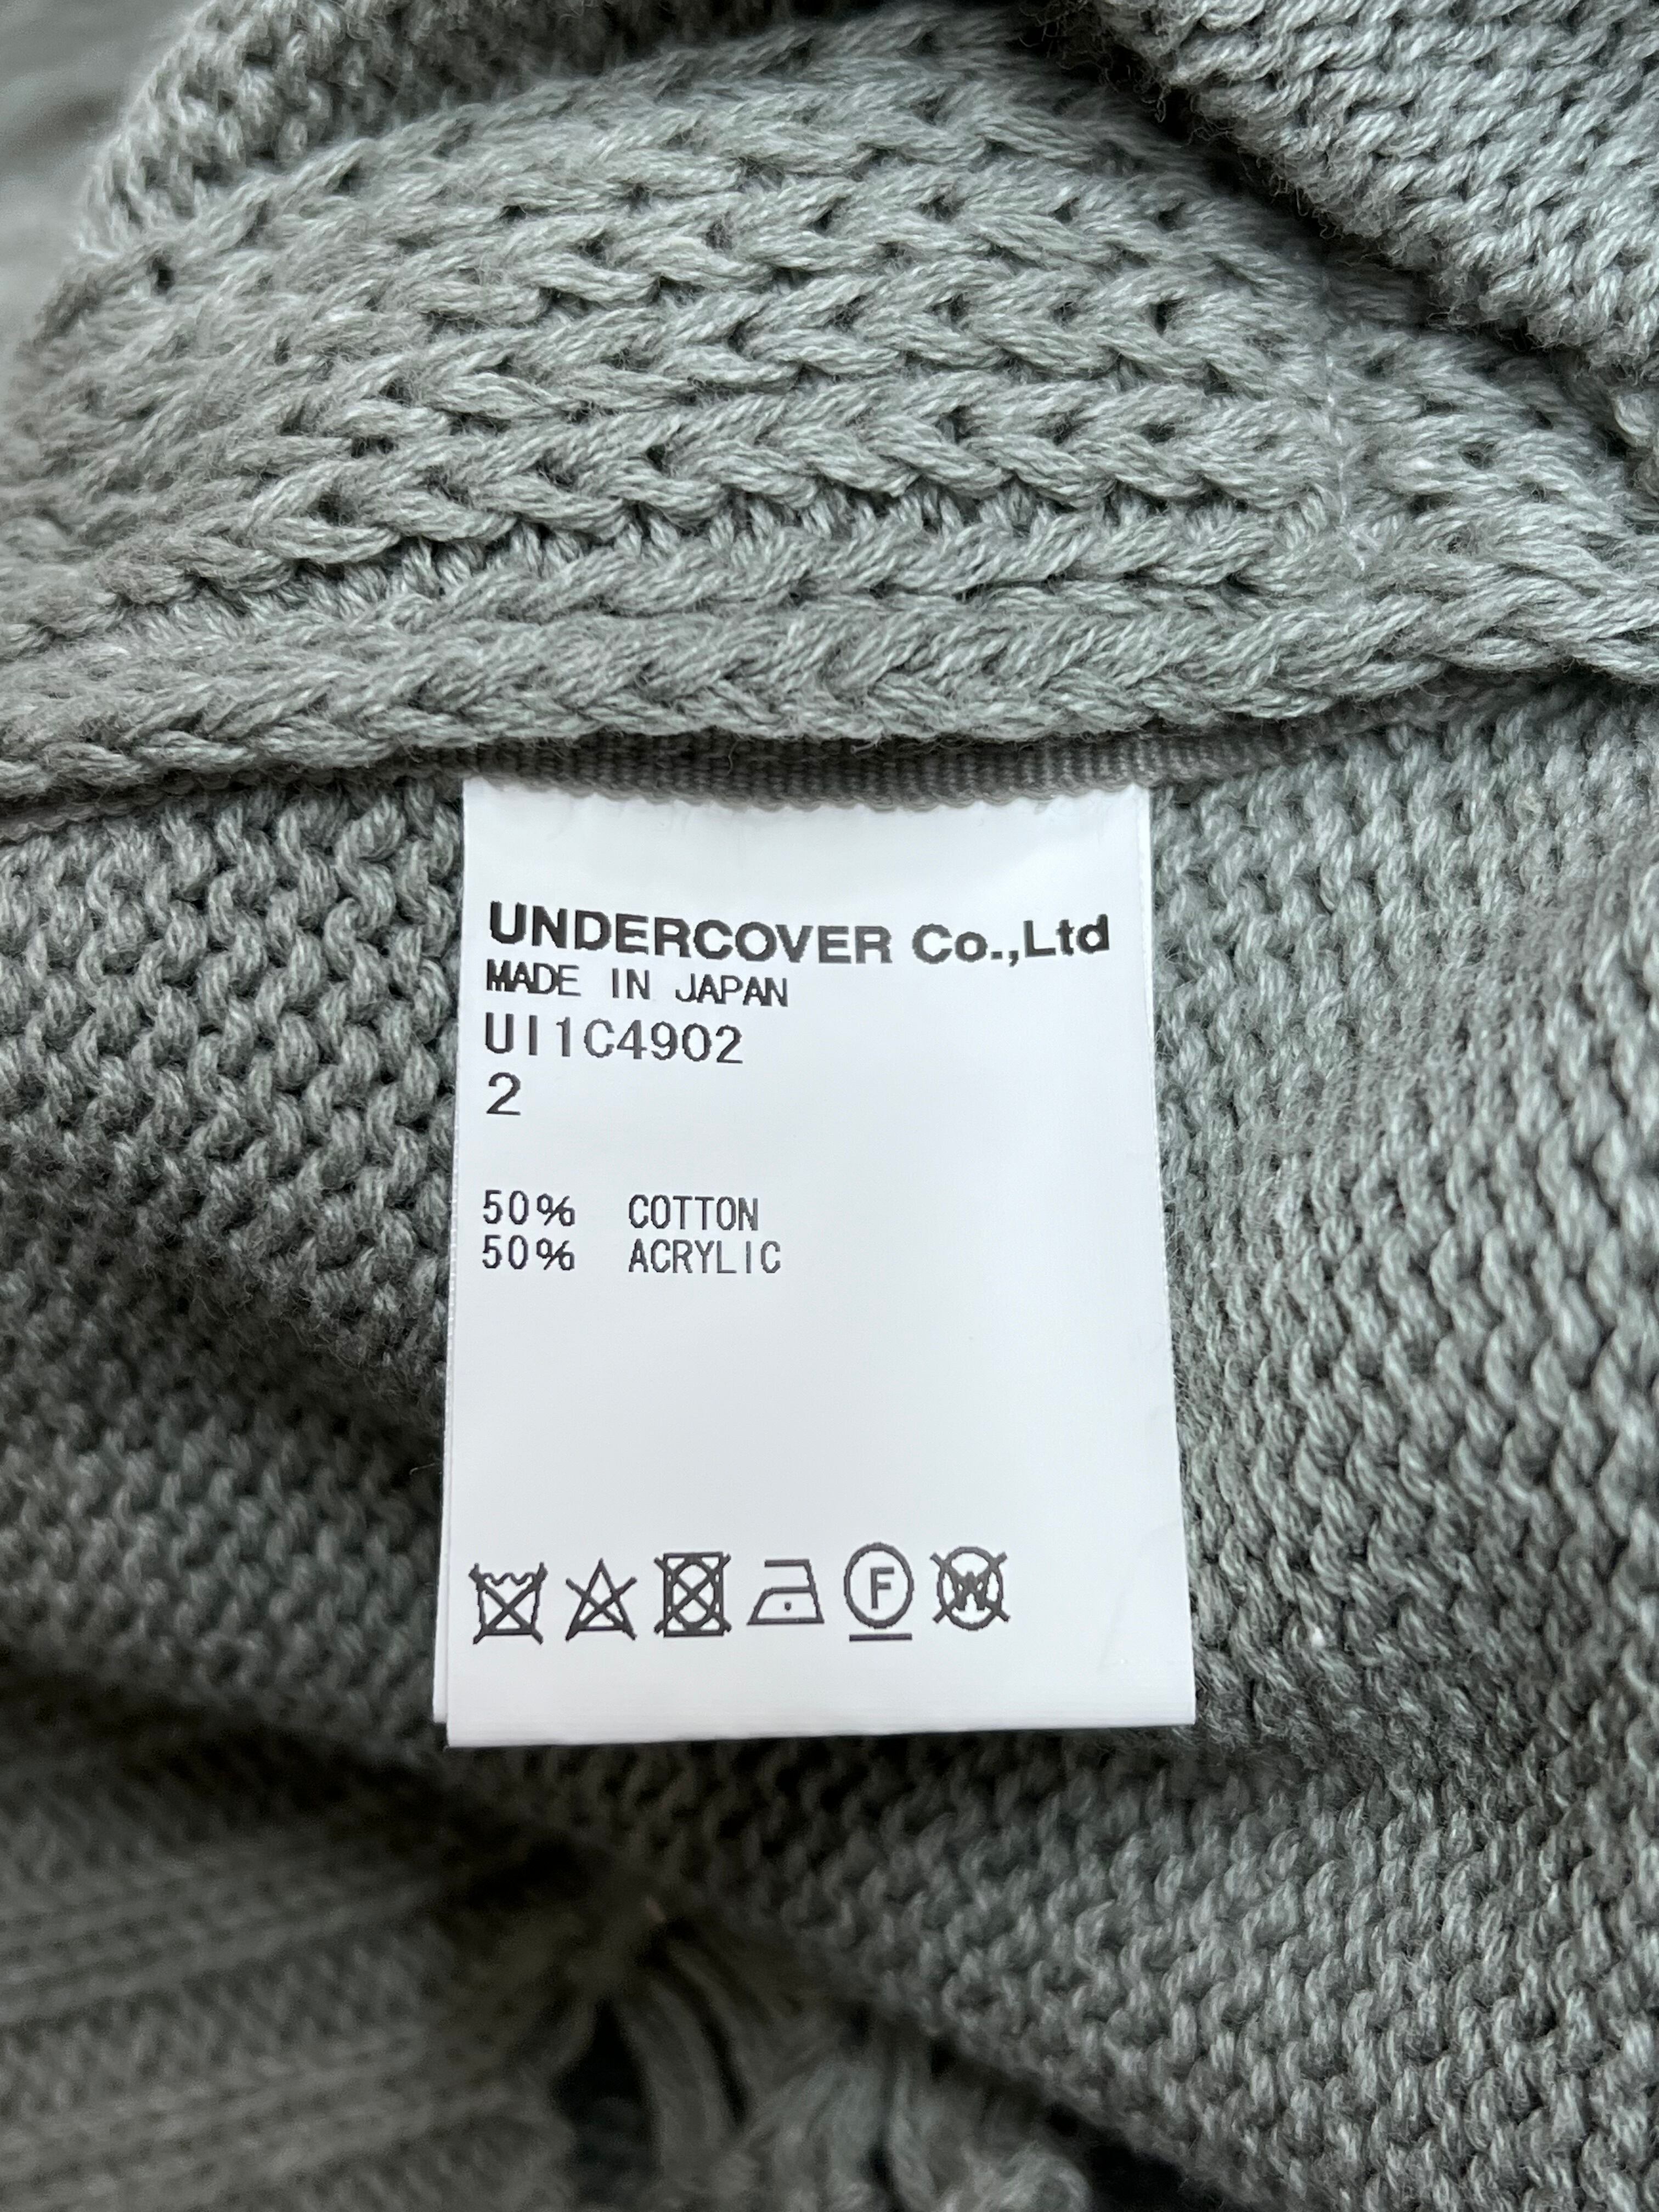 UNDERCOVER Co.,Ltd
MADE IN JAPAN
UI1C4902
2
50% COTTON
50% ACRYLIC
F W